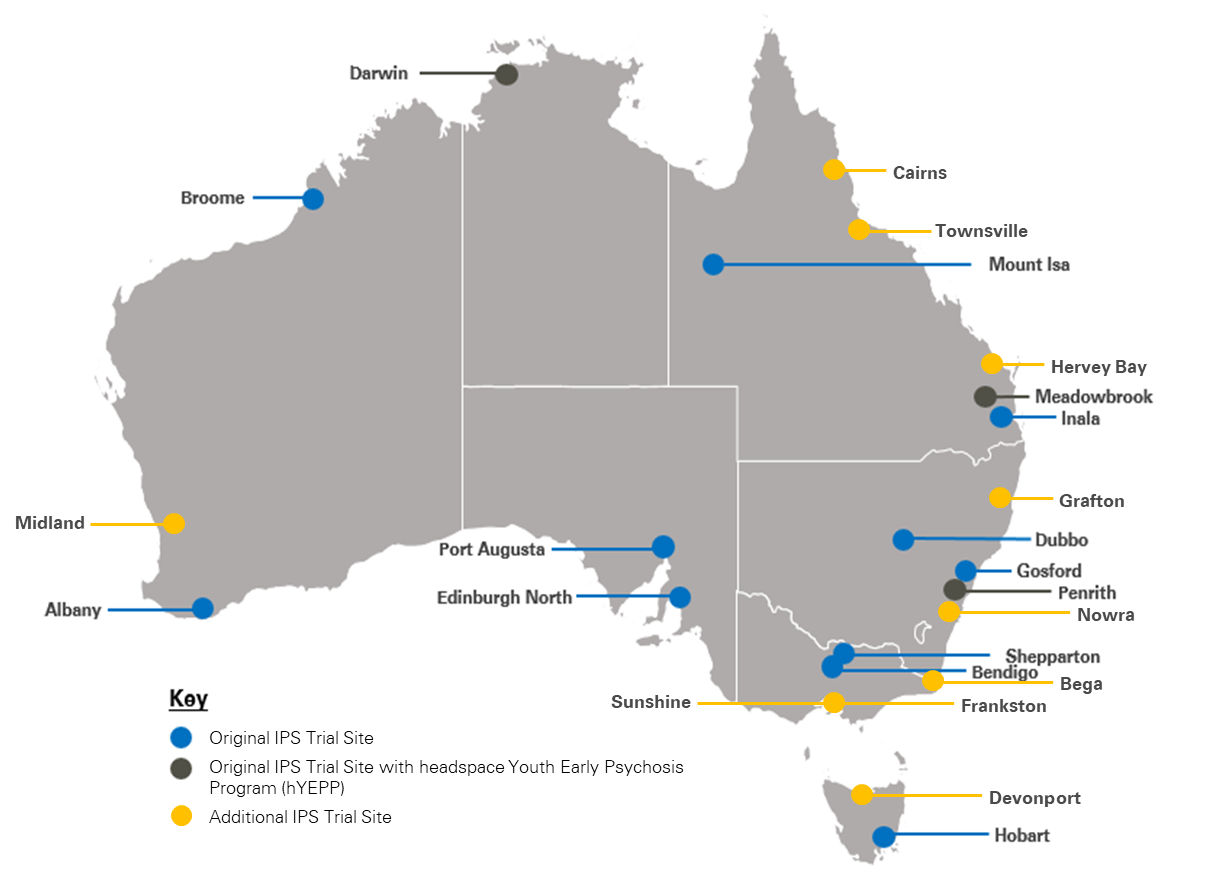 Darwin
Cairns
Broome
Townsville
Mount Isa
Hervey Bay
Meadowbrook
Inala
Grafton
Midland
Dubbo
Port Augusta
Gosford
Penrith
Edinburgh North
Albany
Nowra
Shepparton
Bendigo
Bega
Sunshine
Frankston
Key
Original IPS Trial Site
Original IPS Trial Site with headspace Youth Early Psychosis
Program (hYEPP)
Additional IPS Trial Site
Devonport
Hobart